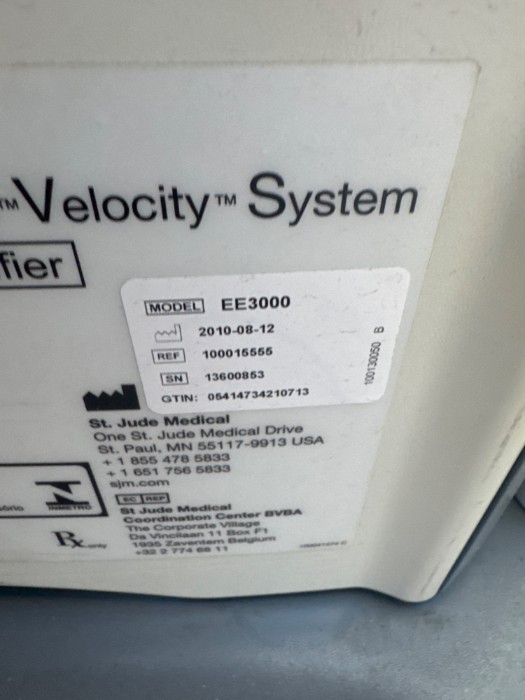 ™ Velocity™ System
fier
MODEL EE3000
2010-08-12
REF 100015555
SN 13600853
GTIN: 05414734210713
100130050 B
St. Jude Medical
One St. Jude Medical Drive
St. Paul, MN 55117-9913 USA
+ 1 855 478 5833
+ 1 651 756 5833
sjm.com
EC REP
St Jude Medical
Coordination Center BVBA
The Corporate Village
Da Vincilaan 11 Box F1
1935 Zaventem Belgium
+32 2 774 68 11
ório
INMETRO
Rx only